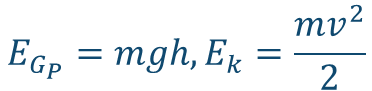 E_{G_P} = mgh, E_k = \frac{mv^2}{2}